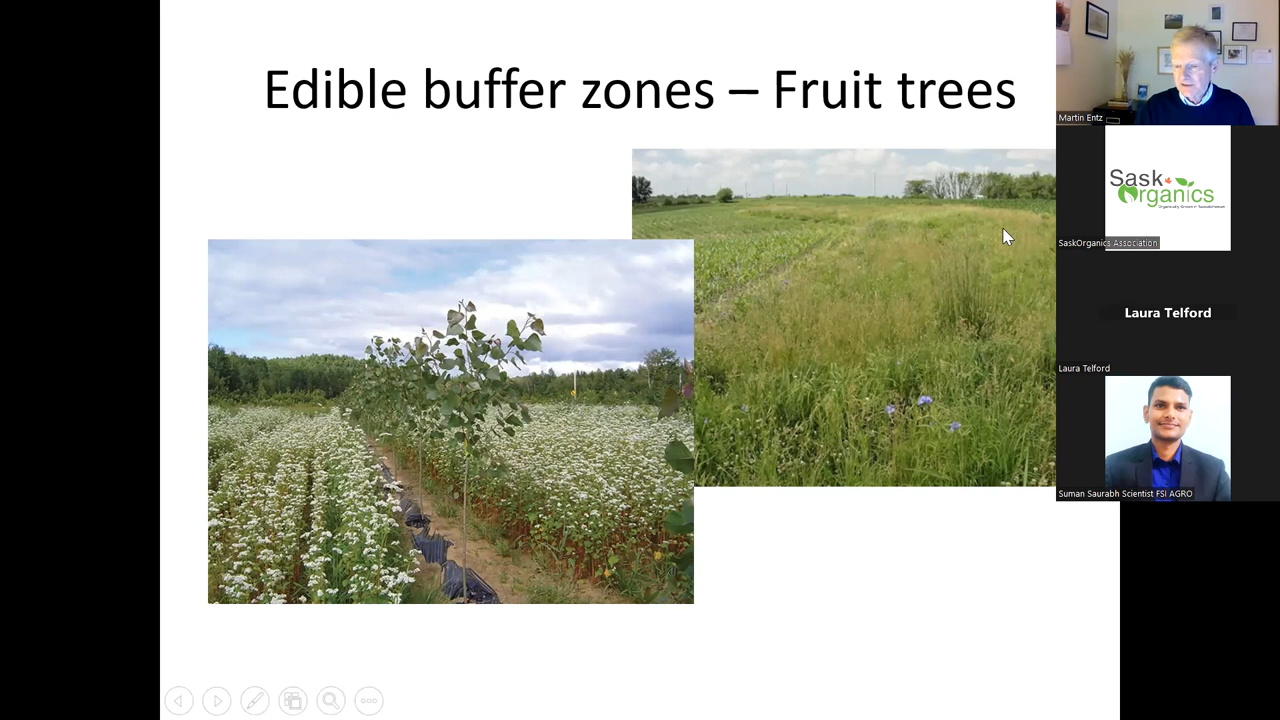 Edible buffer zones – Fruit trees
Martin Entz
Sask
Organics
SaskOrganics Association
Laura Telford
Laura Telford
Suman Saurabh Scientist FSI AGRO